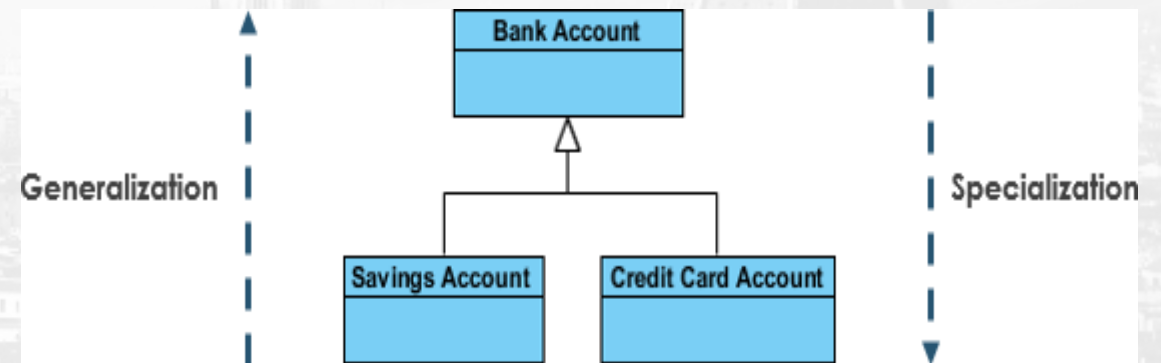 Bank Account
Generalization
Specialization
Savings Account
Credit Card Account